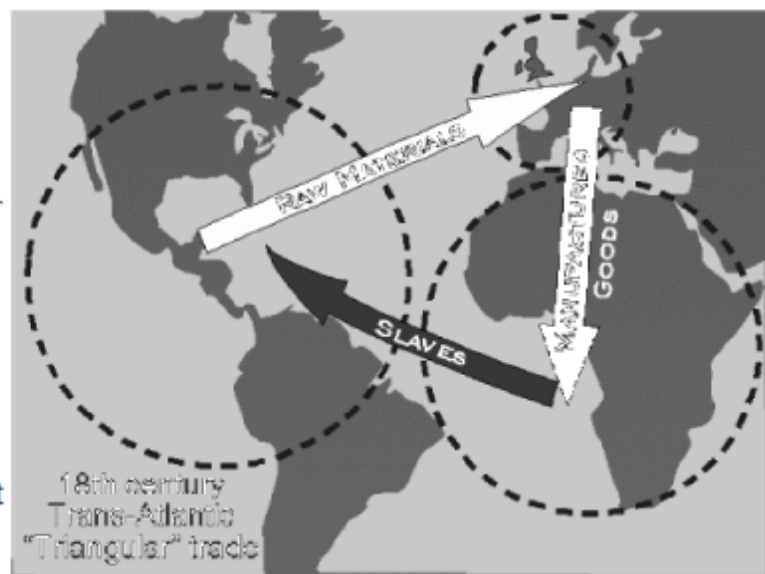 RAW MATERIALS
MANUFACTURED
GOODS
SLAVES
18th century
Trans-Atlantic
"Triangular" trade